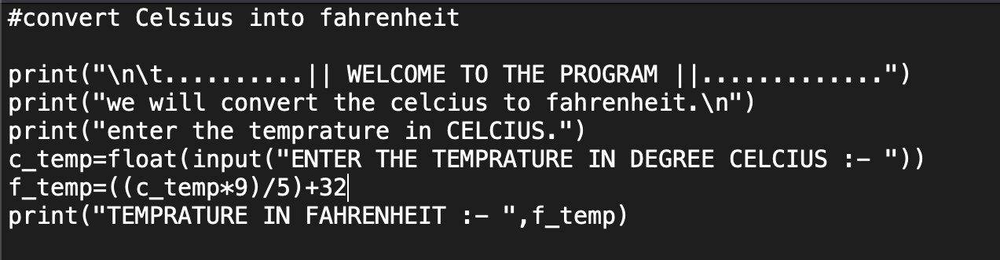 #convert Celsius into fahrenheit
print("\n\t..........|| WELCOME TO THE PROGRAM ||.............")
print("we will convert the celcius to fahrenheit.\n")
print("enter the temprature in CELCIUS.")
c_temp=float(input("ENTER THE TEMPRATURE IN DEGREE CELCIUS :– "))
f_temp=((c_temp*9)/5)+32
print("TEMPRATURE IN FAHRENHEIT :– ",f_temp)